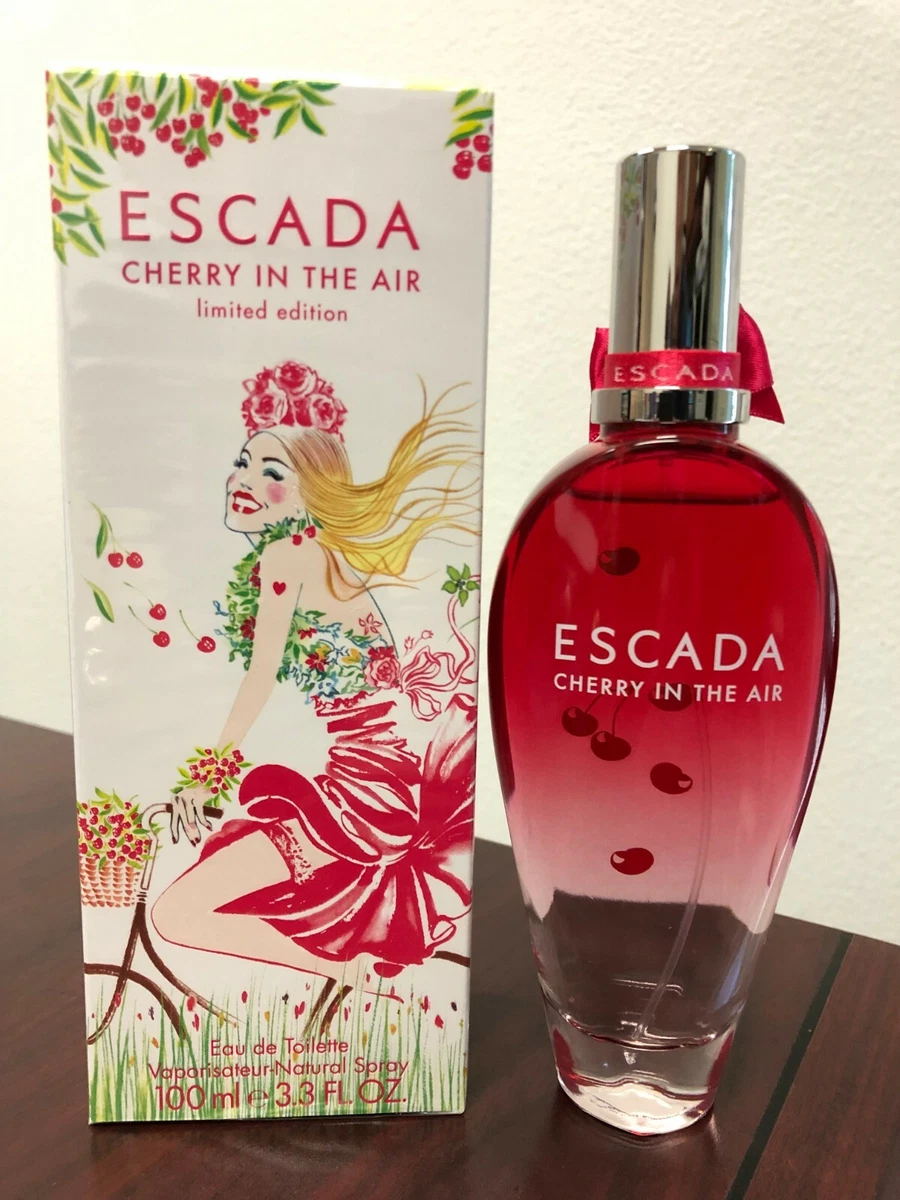 ESCADA
CHERRY IN THE AIR
limited edition
Eau de Toilette
Vaporisateur-Natural Spray
100 ml e 3.3 FL. OZ.
ESCADA
ESCADA
CHERRY IN THE AIR